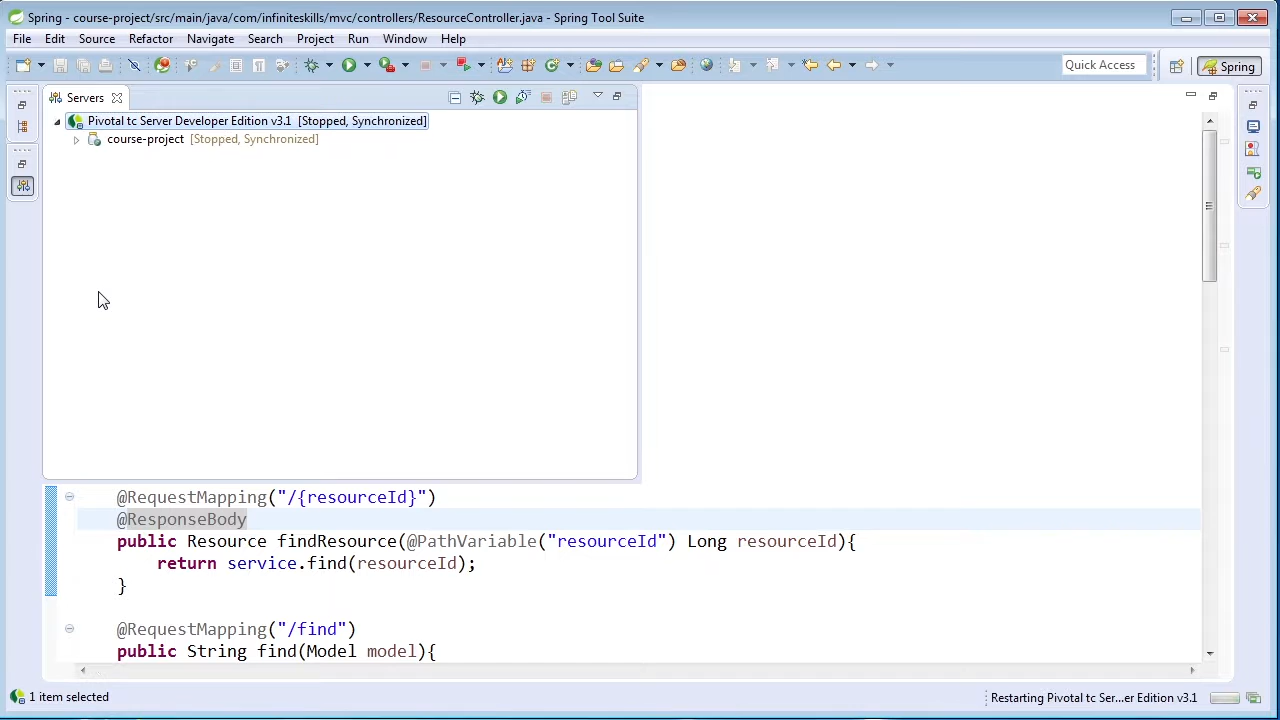 Spring - course-project/src/main/java/com/infiniteskills/mvc/controllers/ResourceController.java - Spring Tool Suite
File Edit Source Refactor Navigate Search Project Run Window Help
Quick Access
Spring
Servers
Pivotal tc Server Developer Edition v3.1 [Stopped, Synchronized]
course-project [Stopped, Synchronized]
@RequestMapping("/{resourceId}")
@ResponseBody
public Resource findResource(@PathVariable("resourceId") Long resourceId){
return service.find(resourceId);
}
@RequestMapping("/find")
public String find(Model model){
1 item selected
Restarting Pivotal tc Ser...er Edition v3.1